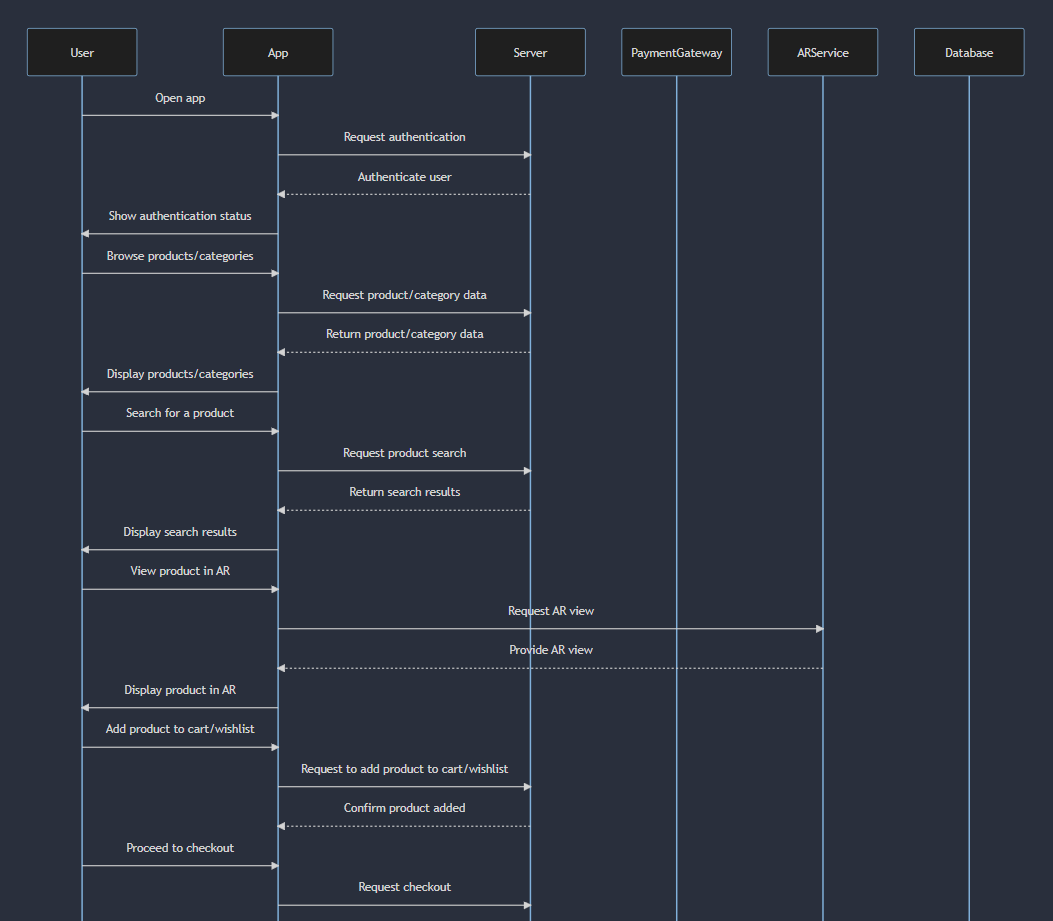 User
App
Server
PaymentGateway
ARService
Database
Open app
Request authentication
Authenticate user
Show authentication status
Browse products/categories
Request product/category data
Return product/category data
Display products/categories
Search for a product
Request product search
Return search results
Display search results
View product in AR
Request AR view
Provide AR view
Display product in AR
Add product to cart/wishlist
Request to add product to cart/wishlist
Confirm product added
Proceed to checkout
Request checkout